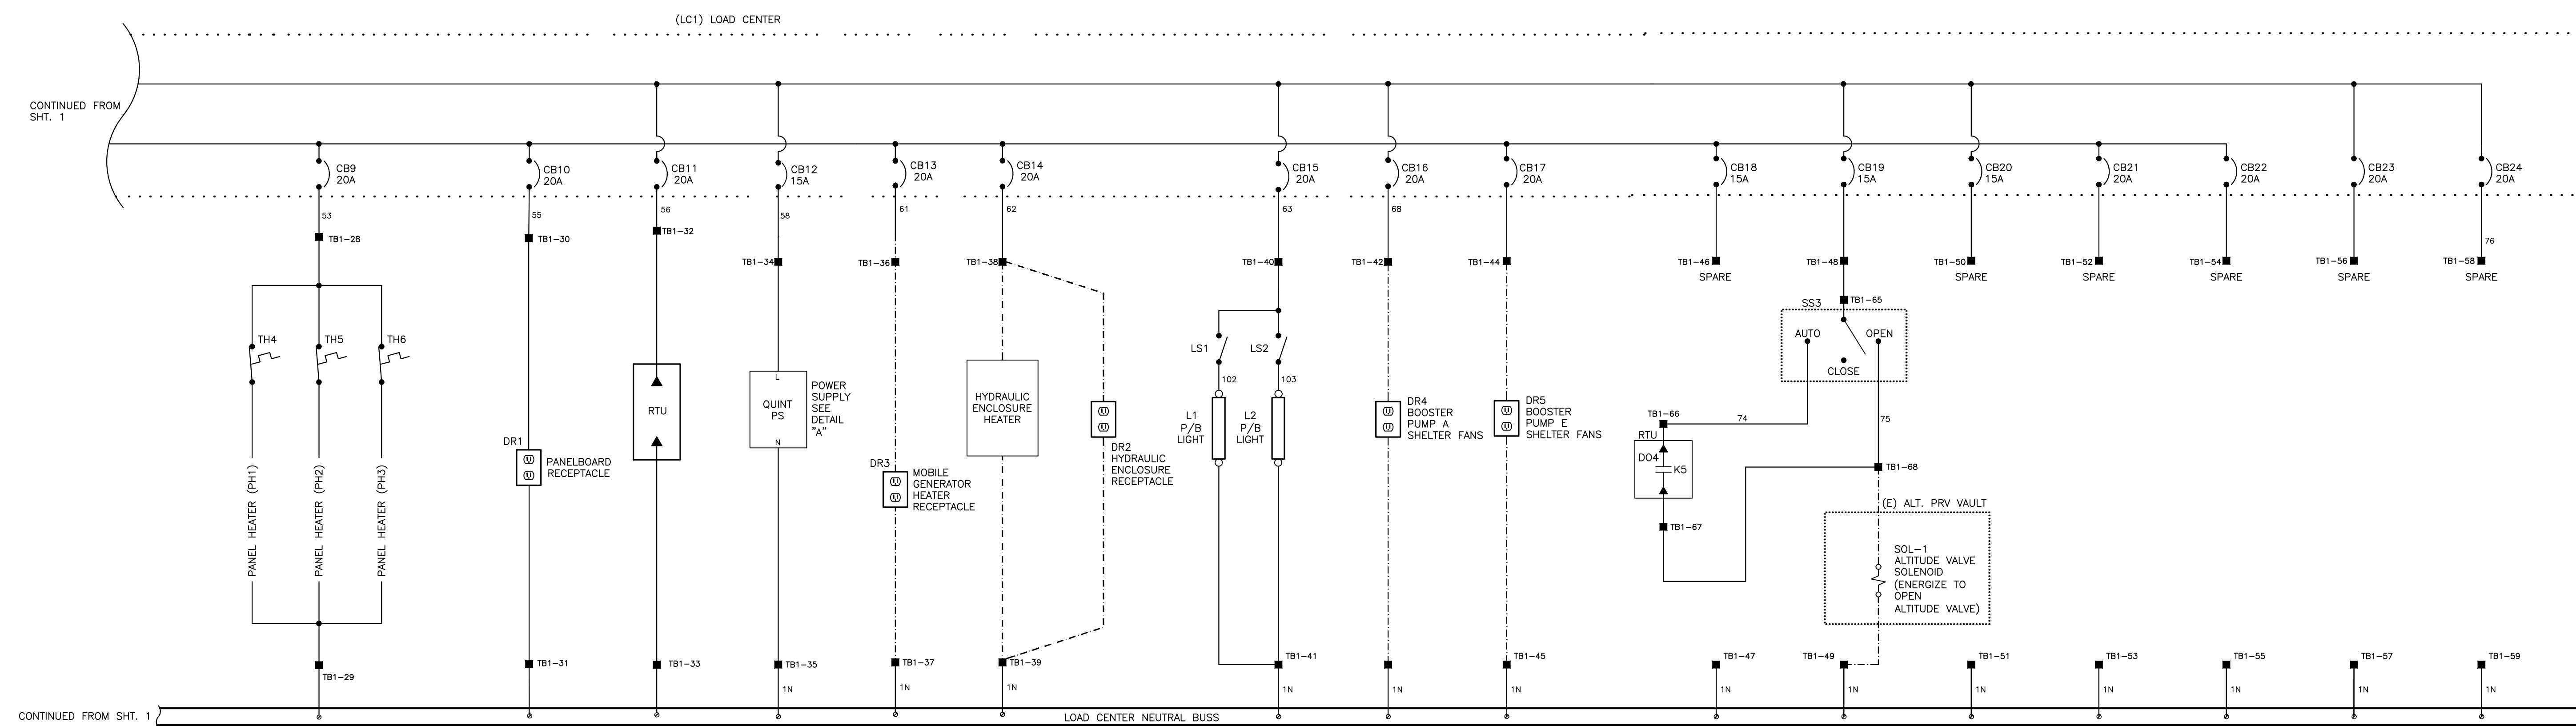 (LC1) LOAD CENTER
CONTINUED FROM
SHT. 1
CB9
20A
CB10
20A
CB11
20A
CB12
15A
CB13
20A
CB14
20A
CB15
20A
CB16
20A
CB17
20A
CB18
15A
CB19
15A
CB20
15A
CB21
20A
CB22
20A
CB23
20A
CB24
20A
53
55
56
58
61
62
63
68
76
TB1-28
TB1-30
TB1-32
TB1-34
TB1-36
TB1-38
TB1-40
TB1-42
TB1-44
TB1-46
SPARE
TB1-48
TB1-50
SPARE
TB1-52
SPARE
TB1-54
SPARE
TB1-56
SPARE
TB1-58
SPARE
TH4
TH5
TH6
PANEL HEATER (PH1)
PANEL HEATER (PH2)
PANEL HEATER (PH3)
DR1
PANELBOARD
RECEPTACLE
RTU
L
QUINT
PS
N
POWER
SUPPLY
SEE
DETAIL
"A"
DR3
MOBILE
GENERATOR
HEATER
RECEPTACLE
HYDRAULIC
ENCLOSURE
HEATER
DR2
HYDRAULIC
ENCLOSURE
RECEPTACLE
LS1
LS2
102
103
L1
P/B
LIGHT
L2
P/B
LIGHT
DR4
BOOSTER
PUMP A
SHELTER FANS
DR5
BOOSTER
PUMP E
SHELTER FANS
SS3
TB1-65
AUTO
OPEN
CLOSE
TB1-66
74
75
RTU
DO4
K5
TB1-67
TB1-68
(E) ALT. PRV VAULT
SOL-1
ALTITUDE VALVE
SOLENOID
(ENERGIZE TO
OPEN
ALTITUDE VALVE)
TB1-29
TB1-31
TB1-33
TB1-35
TB1-37
TB1-39
TB1-41
TB1-45
TB1-47
TB1-49
TB1-51
TB1-53
TB1-55
TB1-57
TB1-59
1N
1N
1N
1N
1N
1N
1N
1N
1N
1N
1N
1N
1N
CONTINUED FROM SHT. 1
LOAD CENTER NEUTRAL BUSS